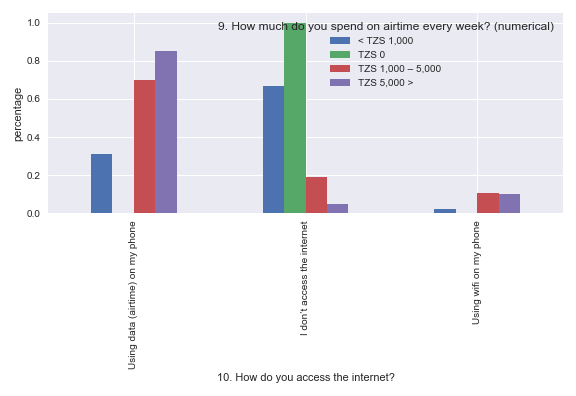 9. How much do you spend on airtime every week? (numerical)
< TZS 1,000
TZS 0
TZS 1,000 – 5,000
TZS 5,000 >
percentage
1.0
0.8
0.6
0.4
0.2
0.0
Using data (airtime) on my phone
I don't access the internet
Using wifi on my phone
10. How do you access the internet?